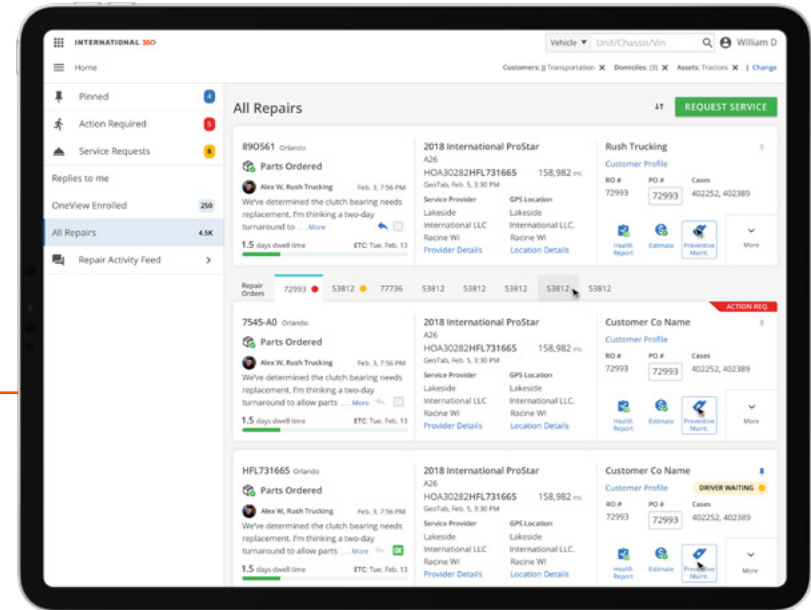 INTERNATIONAL 360
Vehicle
Unit/Chassis/Vin
William D
Home
Customers: JJ Transportation X Domiciles: (3) X Assets: Tractors X | Change
Pinned 4
Action Required 5
Service Requests 8
Replies to me
OneView Enrolled 250
All Repairs 4.5K
Repair Activity Feed
All Repairs
REQUEST SERVICE
890561 Orlando
Parts Ordered
Alex W, Rush Trucking Feb. 3, 7:56 PM
We've determined the clutch bearing needs
replacement. I'm thinking a two-day
turnaround to ... More
1.5 days dwell time ETC: Tue. Feb. 13
2018 International ProStar
A26
HOA30282HFL731665 158,982 mi.
GeoTab, Feb. 5, 3:30 PM
Service Provider GPS Location
Lakeside Lakeside
International LLC International LLC.
Racine WI Racine WI
Provider Details Location Details
Rush Trucking
Customer Profile
RO # PO # Cases
72993 72993 402252, 402389
Health Report
Estimate
Preventive Maint.
More
Repair Orders
72993 53812 77736 53812 53812 53812 53812 53812
ACTION REQ.
7545-A0 Orlando
Parts Ordered
Alex W, Rush Trucking Feb. 3, 7:56 PM
We've determined the clutch bearing needs
replacement. I'm thinking a two-day
turnaround to allow parts ... More
1.5 days dwell time ETC: Tue. Feb. 13
2018 International ProStar
A26
HOA30282HFL731665 158,982 mi.
GeoTab, Feb. 5, 3:30 PM
Service Provider GPS Location
Lakeside Lakeside
International LLC International LLC.
Racine WI Racine WI
Provider Details Location Details
Customer Co Name
Customer Profile
RO # PO # Cases
72993 72993 402252, 402389
Health Report
Estimate
Preventive Maint.
More
HFL731665 Orlando
Parts Ordered
Alex W, Rush Trucking Feb. 3, 7:56 PM
We've determined the clutch bearing needs
replacement. I'm thinking a two-day
turnaround to allow parts ... More OK
1.5 days dwell time ETC: Tue. Feb. 13
2018 International ProStar
A26
HOA30282HFL731665 158,982 mi.
GeoTab, Feb. 5, 3:30 PM
Service Provider GPS Location
Lakeside Lakeside
International LLC International LLC.
Racine WI Racine WI
Provider Details Location Details
Customer Co Name
Customer Profile DRIVER WAITING
RO # PO # Cases
72993 72993 402252, 402389
Health Report
Estimate
Preventive Maint.
More